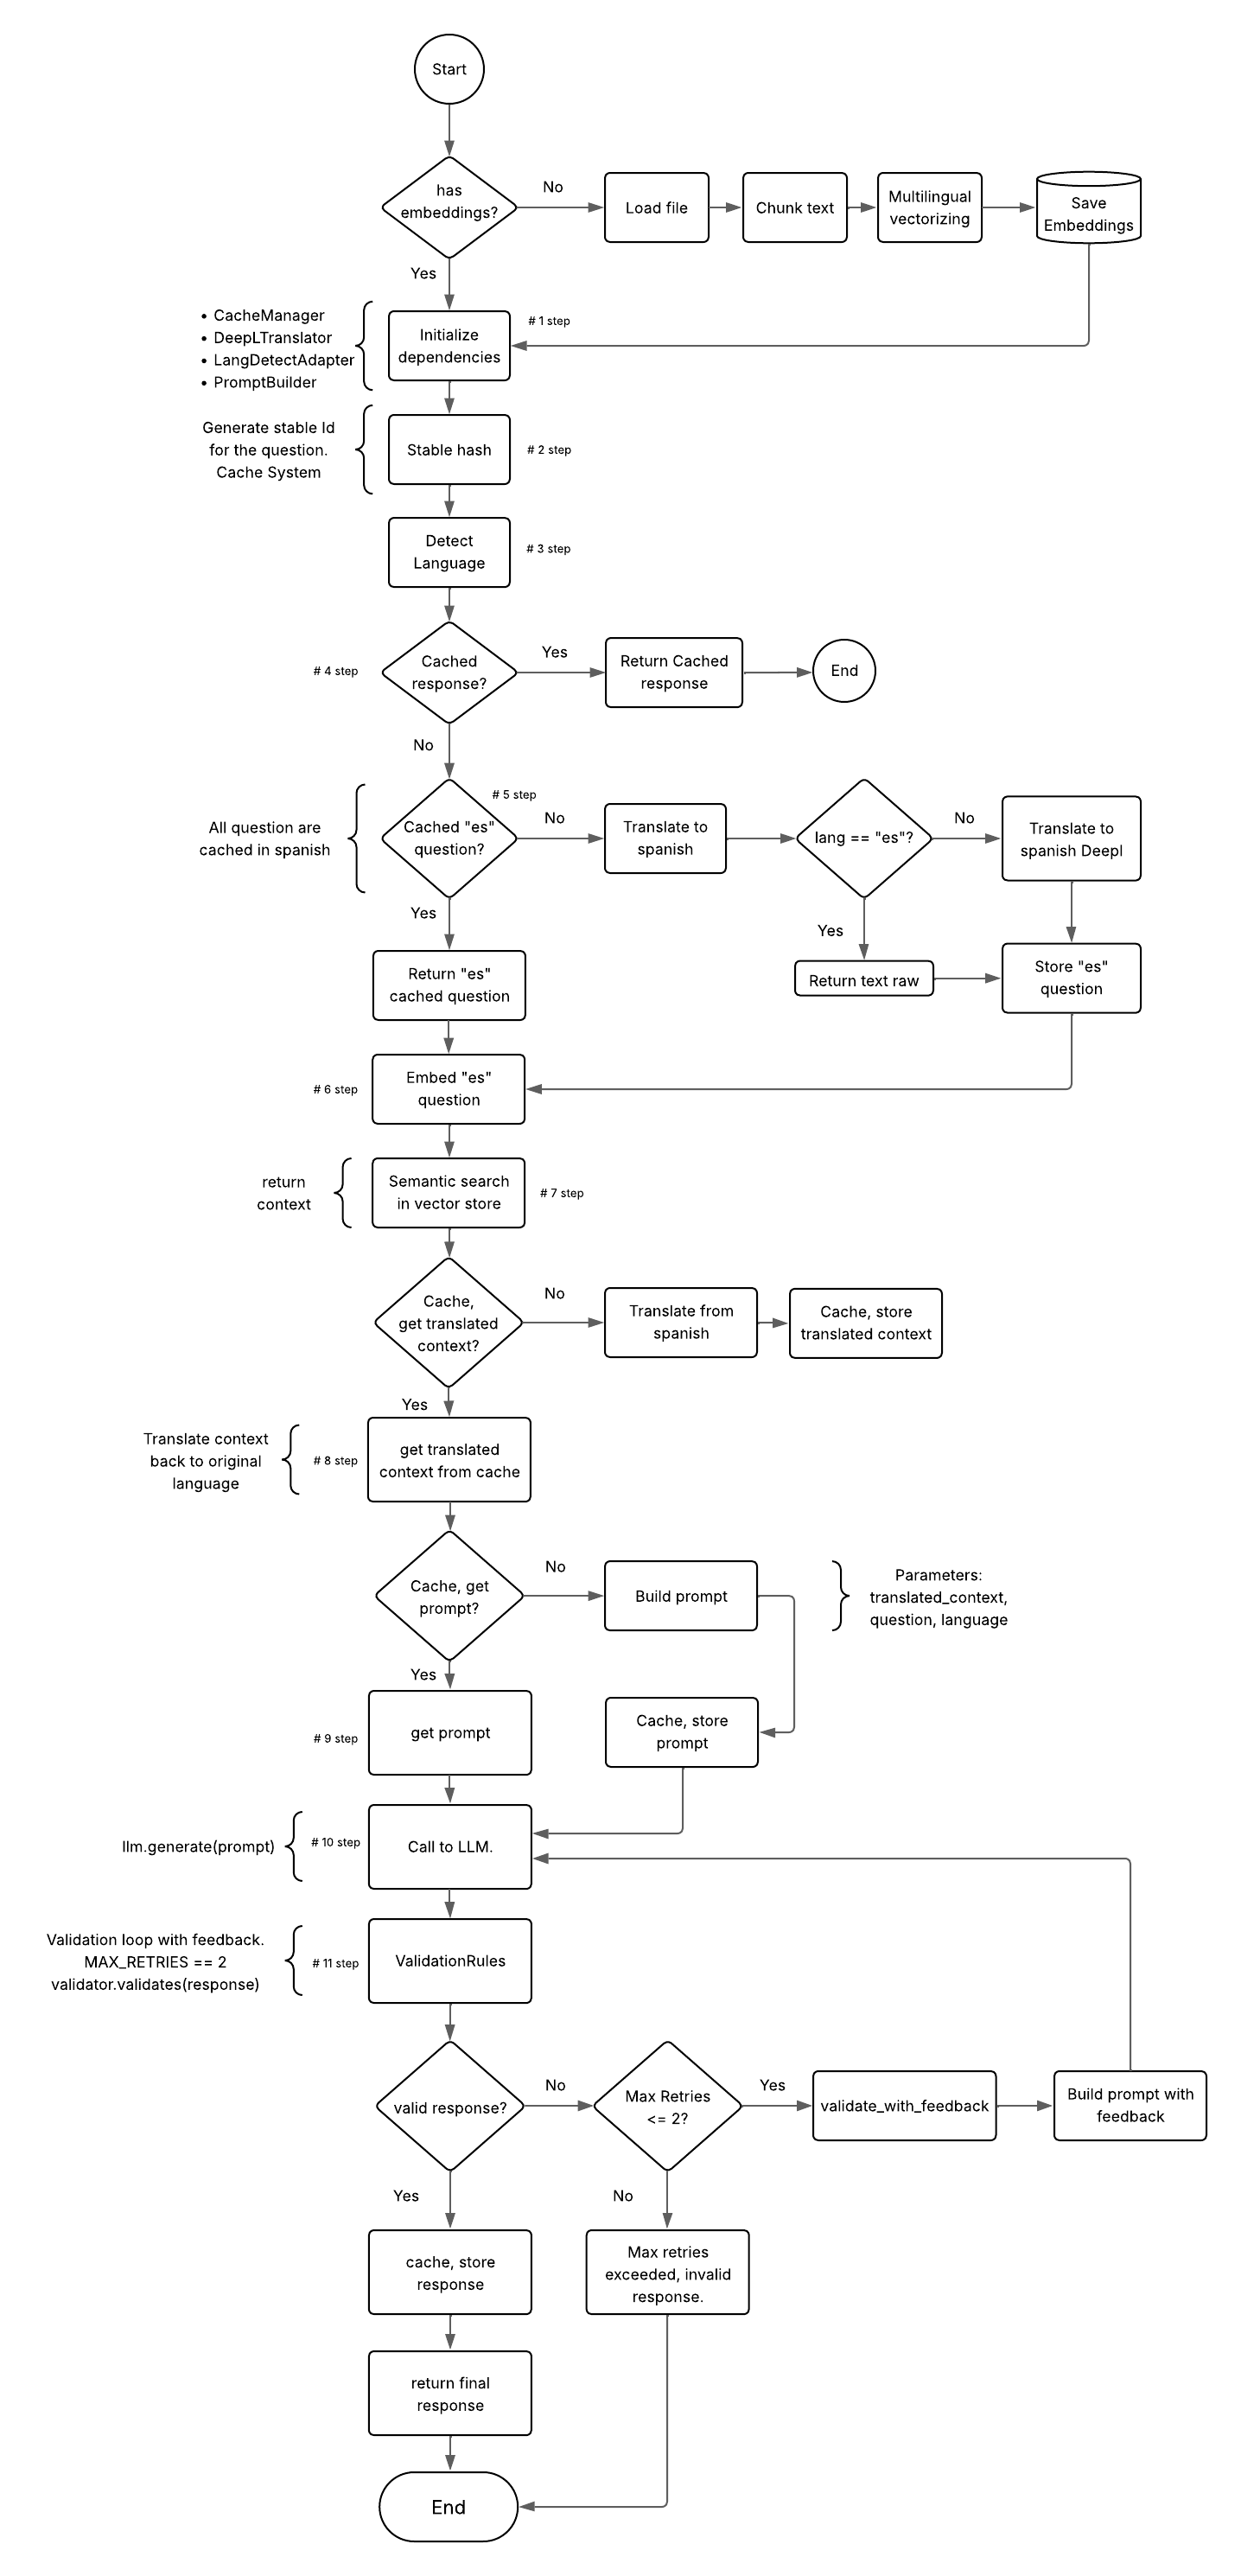 Start
has
embeddings?
No
Load file
Chunk text
Multilingual
vectorizing
Save
Embeddings
Yes
• CacheManager
• DeepLTranslator
• LangDetectAdapter
• PromptBuilder
Initialize
dependencies
# 1 step
Generate stable Id
for the question.
Cache System
Stable hash
# 2 step
Detect
Language
# 3 step
# 4 step
Cached
response?
Yes
Return Cached
response
End
No
All question are
cached in spanish
Cached "es"
question?
# 5 step
No
Translate to
spanish
lang == "es"?
No
Translate to
spanish Deepl
Yes
Yes
Return text raw
Store "es"
question
Return "es"
cached question
# 6 step
Embed "es"
question
return
context
Semantic search
in vector store
# 7 step
Cache,
get translated
context?
No
Translate from
spanish
Cache, store
translated context
Yes
Translate context
back to original
language
# 8 step
get translated
context from cache
Cache, get
prompt?
No
Build prompt
Parameters:
translated_context,
question, language
Yes
# 9 step
get prompt
Cache, store
prompt
llm.generate(prompt)
# 10 step
Call to LLM.
Validation loop with feedback.
MAX_RETRIES == 2
validator.validates(response)
# 11 step
ValidationRules
valid response?
No
Max Retries
<= 2?
Yes
validate_with_feedback
Build prompt with
feedback
Yes
No
cache, store
response
Max retries
exceeded, invalid
response.
return final
response
End